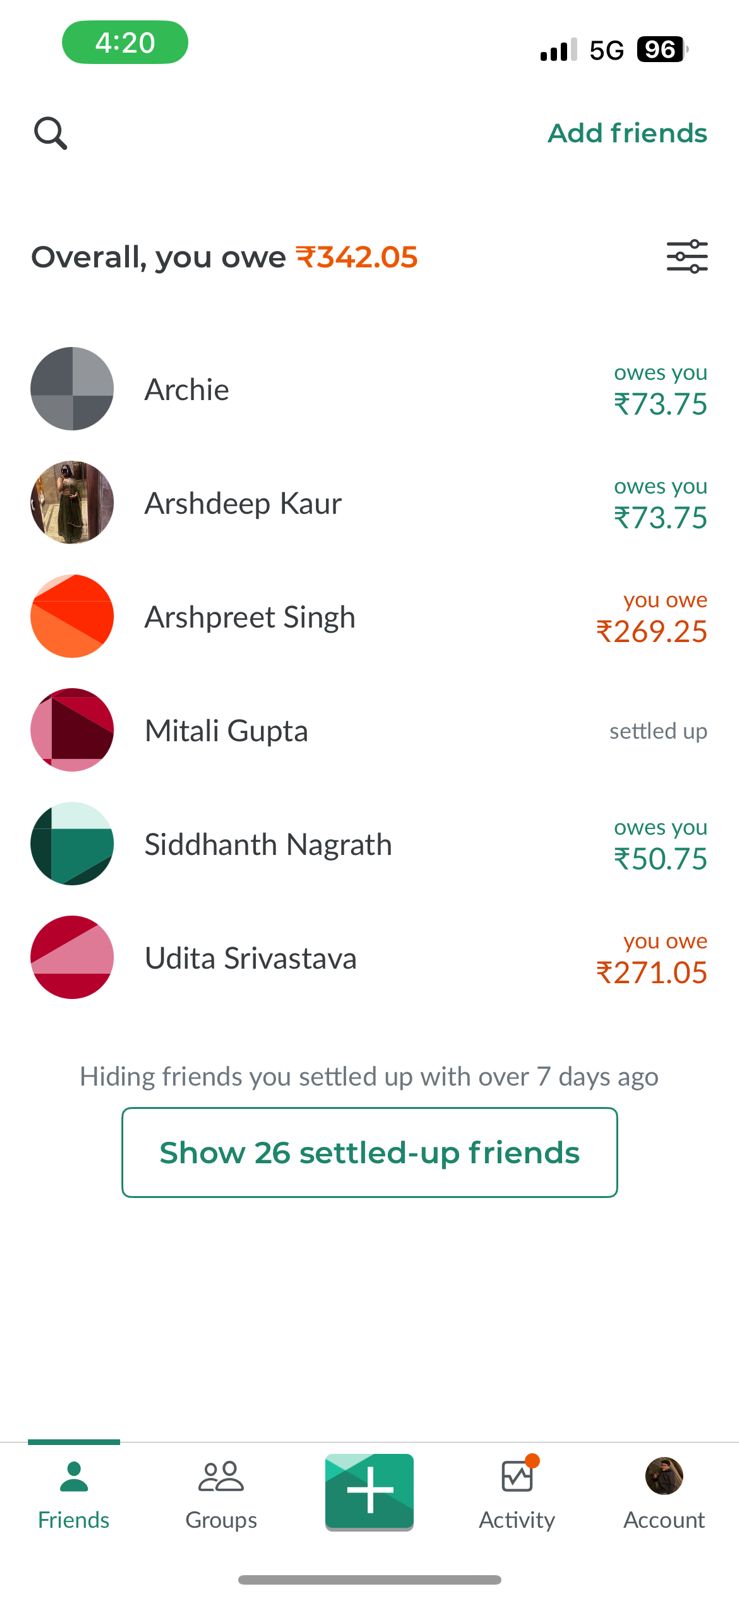 4:20
5G 96
Add friends
Overall, you owe ₹342.05
Archie
owes you
₹73.75
Arshdeep Kaur
owes you
₹73.75
Arshpreet Singh
you owe
₹269.25
Mitali Gupta
settled up
Siddhanth Nagrath
owes you
₹50.75
Udita Srivastava
you owe
₹271.05
Hiding friends you settled up with over 7 days ago
Show 26 settled-up friends
Friends
Groups
Activity
Account